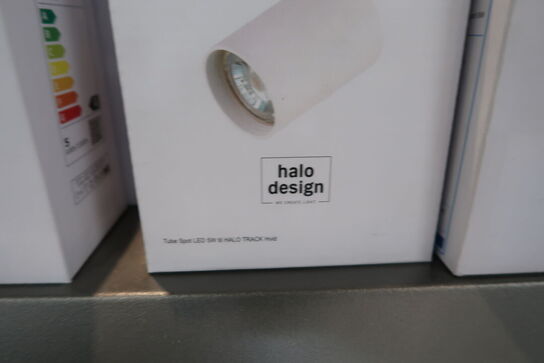 halo
design
WE CREATE LIGHT
Tube Spot LED 5W til HALO TRACK Hvid
5